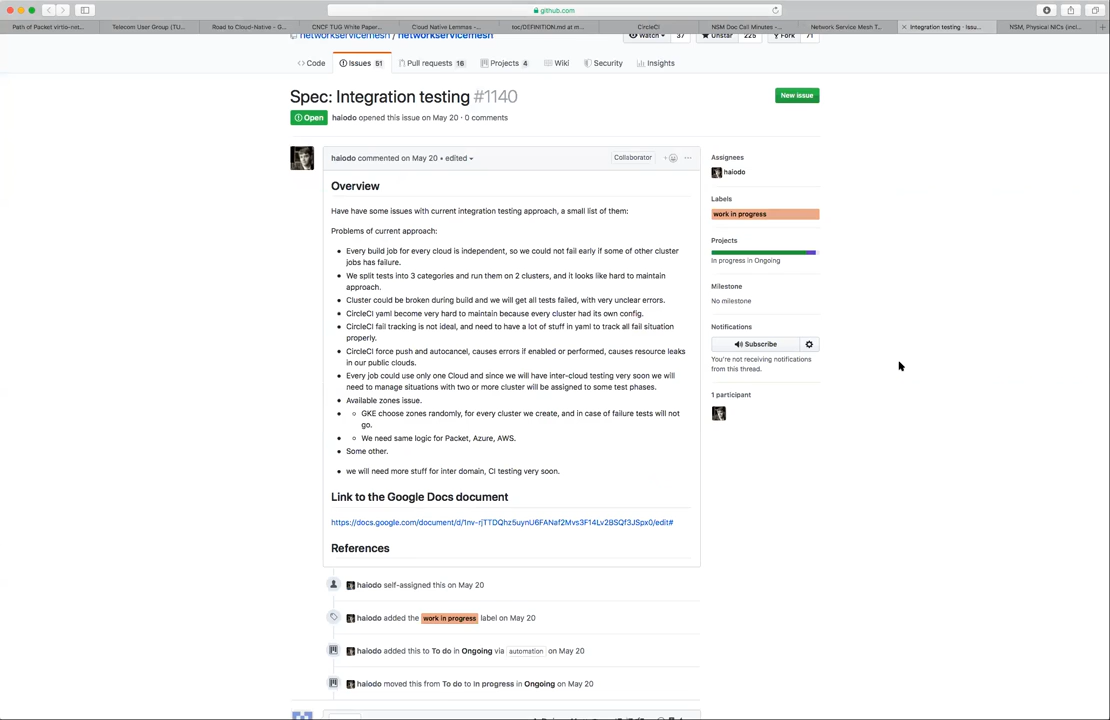 github.com
Path of Packet virtio-net...
Telecom User Group (TU...
Road to Cloud-Native - G...
CNCF TUG White Paper...
Cloud Native Lemmas -...
toc/DEFINITION.md at m...
CircleCI
NSM Doc Call Minutes -...
Network Service Mesh T...
Integration testing · Issu...
NSM, Physical NICs (incl...
networkservicemesh / networkservicemesh
Watch 37 Unstar 225 Fork 71
Code Issues 51 Pull requests 16 Projects 4 Wiki Security Insights
Spec: Integration testing #1140
New issue
Open haiodo opened this issue on May 20 · 0 comments
haiodo commented on May 20 • edited
Collaborator
Overview
Have have some issues with current integration testing approach, a small list of them:
Problems of current approach:
• Every build job for every cloud is independent, so we could not fail early if some of other cluster
jobs has failure.
• We split tests into 3 categories and run them on 2 clusters, and it looks like hard to maintain
approach.
• Cluster could be broken during build and we will get all tests failed, with very unclear errors.
• CircleCI yaml become very hard to maintain because every cluster had its own config.
• CircleCI fail tracking is not ideal, and need to have a lot of stuff in yaml to track all fail situation
properly.
• CircleCI force push and autocancel, causes errors if enabled or performed, causes resource leaks
in our public clouds.
• Every job could use only one Cloud and since we will have inter-cloud testing very soon we will
need to manage situations with two or more cluster will be assigned to some test phases.
• Available zones issue.
• ○ GKE choose zones randomly, for every cluster we create, and in case of failure tests will not
go.
• ○ We need same logic for Packet, Azure, AWS.
• Some other.
• we will need more stuff for inter domain, CI testing very soon.
Link to the Google Docs document
https://docs.google.com/document/d/1nv-rjTTDQhz5uynU6FANaf2Mvs3F14Lv2BSQf3JSpx0/edit#
References
haiodo self-assigned this on May 20
haiodo added the work in progress label on May 20
haiodo added this to To do in Ongoing via automation on May 20
haiodo moved this from To do to In progress in Ongoing on May 20
Assignees
haiodo
Labels
work in progress
Projects
In progress in Ongoing
Milestone
No milestone
Notifications
Subscribe
You're not receiving notifications
from this thread.
1 participant